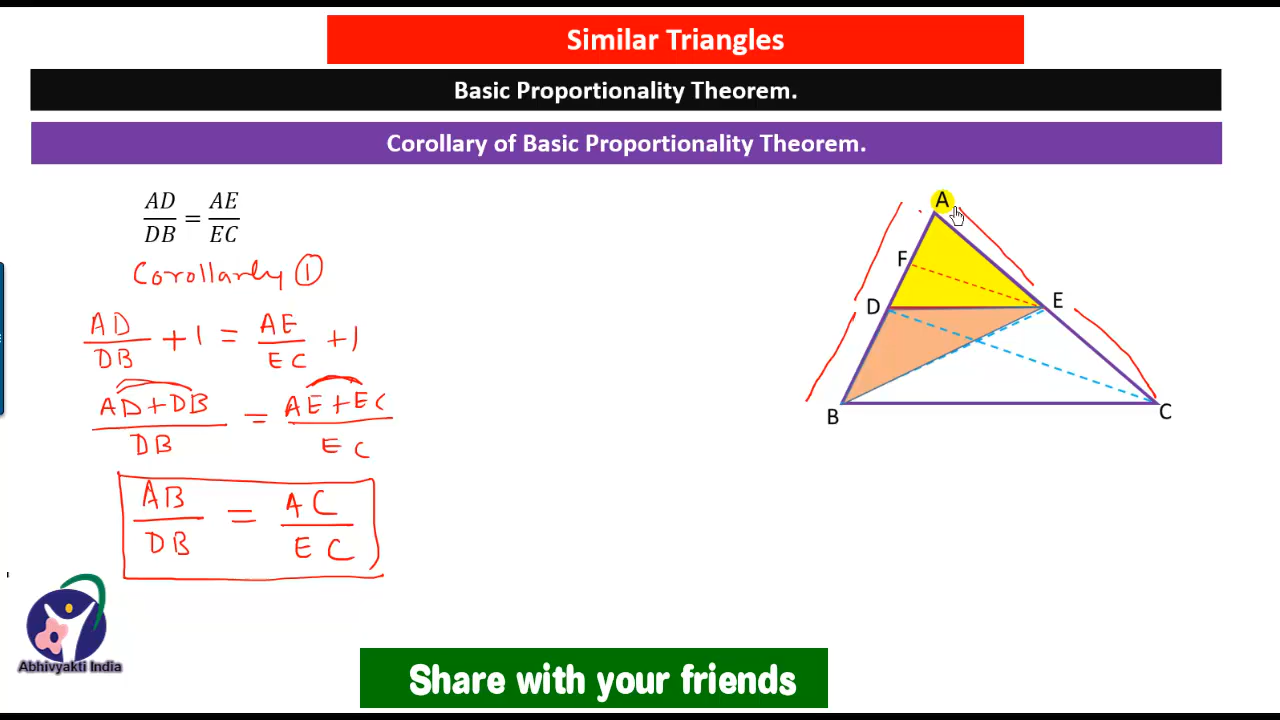 Similar Triangles
Basic Proportionality Theorem.
Corollary of Basic Proportionality Theorem.
AD/DB = AE/EC
Corollarly ①
AD/DB + 1 = AE/EC + 1
AD+DB/DB = AE+EC/EC
AB/DB = AC/EC
A
F
D
E
B
C
Abhivyakti India
Share with your friends